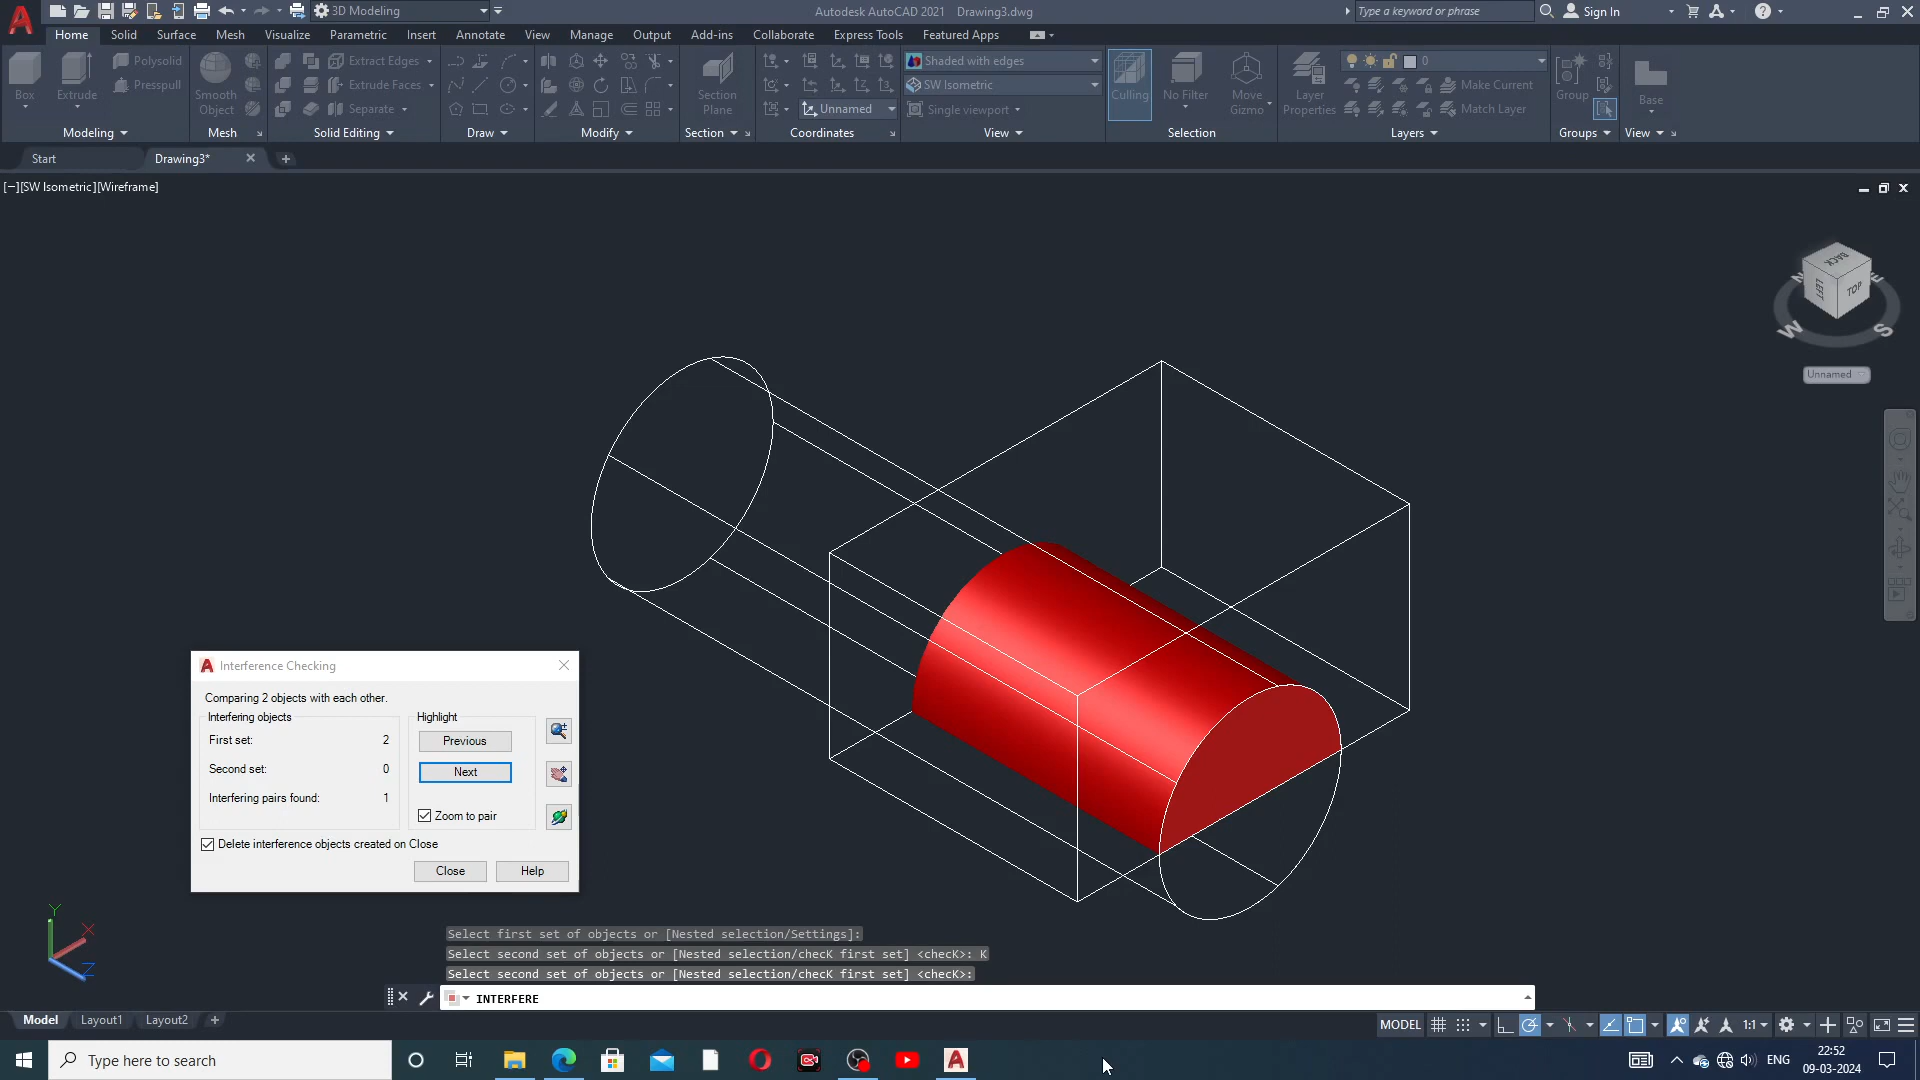 3D Modeling
Autodesk AutoCAD 2021 Drawing3.dwg
Type a keyword or phrase
Sign In
Home Solid Surface Mesh Visualize Parametric Insert Annotate View Manage Output Add-ins Collaborate Express Tools Featured Apps
Box
Extrude
Polysolid
Presspull
Modeling
Smooth
Object
Mesh
Extract Edges
Extrude Faces
Separate
Solid Editing
Draw
Modify
Section
Plane
Section
Unnamed
Coordinates
Shaded with edges
SW Isometric
Single viewport
View
Culling
No Filter
Move
Gizmo
Selection
Layer
Properties
0
Make Current
Match Layer
Layers
Group
Groups
Base
View
Start
Drawing3*
[−][SW Isometric][Wireframe]
BACK
LEFT
TOP
N
E
W
S
Unnamed
Interference Checking
Comparing 2 objects with each other.
Interfering objects
First set: 2
Second set: 0
Interfering pairs found: 1
Highlight
Previous
Next
Zoom to pair
Delete interference objects created on Close
Close
Help
Y
X
Z
Select first set of objects or [Nested selection/Settings]:
Select second set of objects or [Nested selection/checK first set] <checK>: K
Select second set of objects or [Nested selection/checK first set] <checK>:
INTERFERE
Model Layout1 Layout2
MODEL
1:1
Type here to search
ENG
22:52
09-03-2024